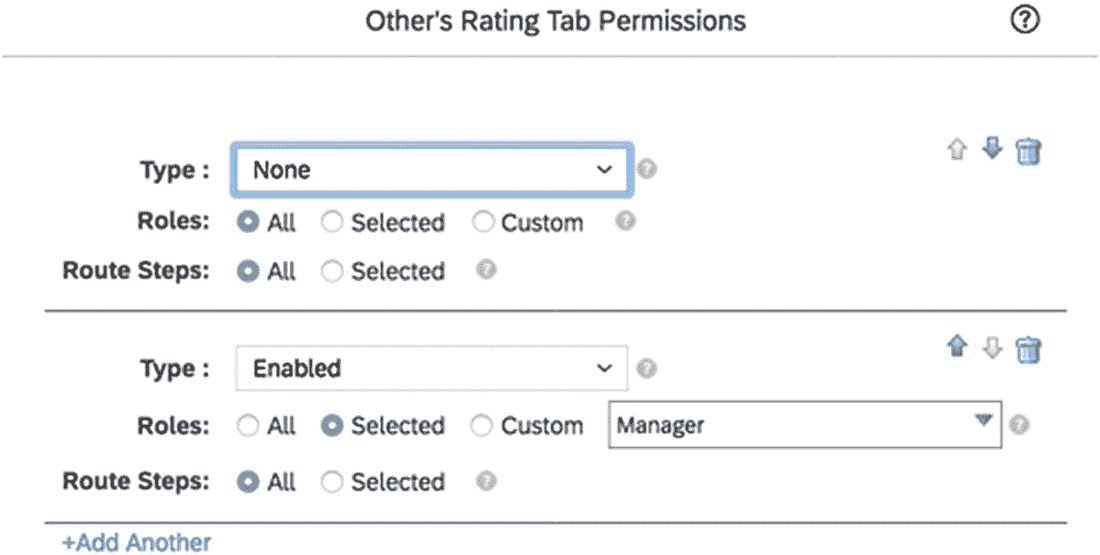 Other's Rating Tab Permissions ?
Type : None ?
Roles: All Selected Custom ?
Route Steps: All Selected ?
Type : Enabled ?
Roles: All Selected Custom Manager ?
Route Steps: All Selected ?
+Add Another